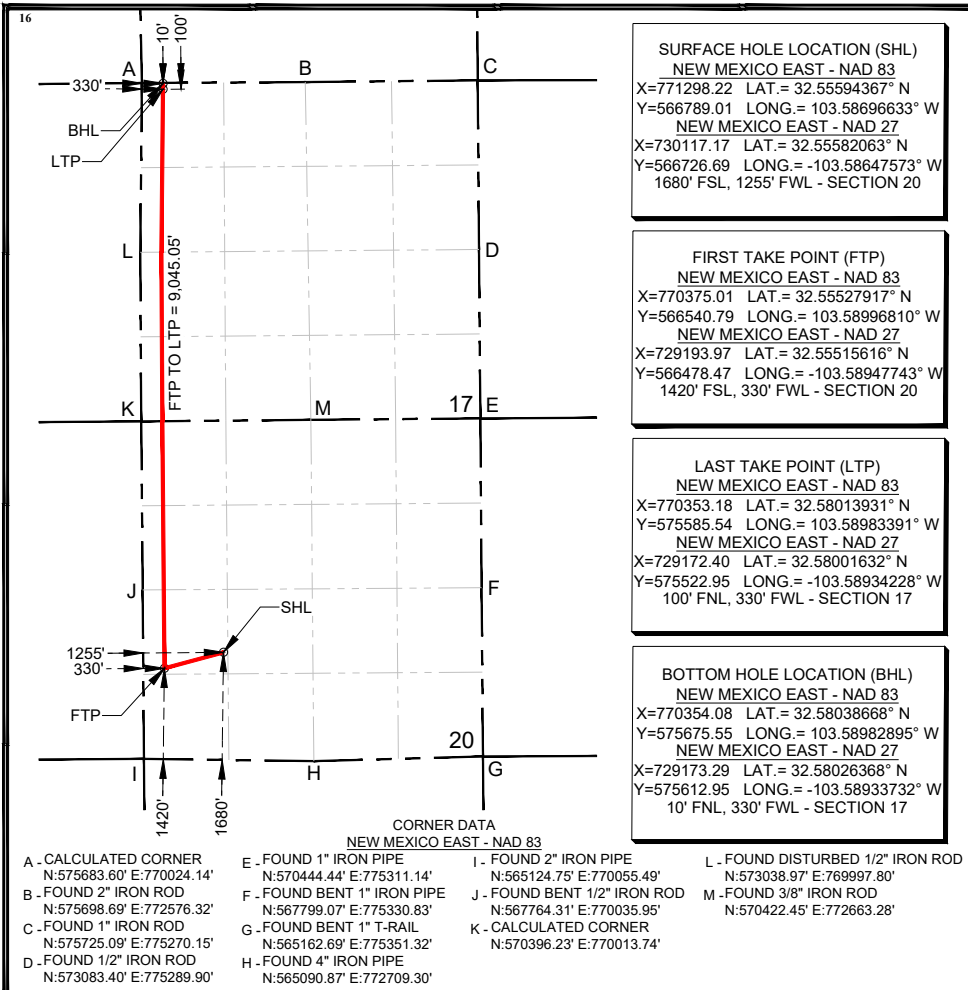 16
10'
100'
A
B
C
330'
BHL
LTP
L
D
FTP TO LTP = 9,045.05'
K
M
17
E
J
F
SHL
1255'
330'
FTP
20
I
H
G
1420'
1680'
SURFACE HOLE LOCATION (SHL)
NEW MEXICO EAST - NAD 83
X=771298.22 LAT.= 32.55594367° N
Y=566789.01 LONG.= 103.58696633° W
NEW MEXICO EAST - NAD 27
X=730117.17 LAT.= 32.55582063° N
Y=566726.69 LONG.= -103.58647573° W
1680' FSL, 1255' FWL - SECTION 20
FIRST TAKE POINT (FTP)
NEW MEXICO EAST - NAD 83
X=770375.01 LAT.= 32.55527917° N
Y=566540.79 LONG.= 103.58996810° W
NEW MEXICO EAST - NAD 27
X=729193.97 LAT.= 32.55515616° N
Y=566478.47 LONG.= -103.58947743° W
1420' FSL, 330' FWL - SECTION 20
LAST TAKE POINT (LTP)
NEW MEXICO EAST - NAD 83
X=770353.18 LAT.= 32.58013931° N
Y=575585.54 LONG.= 103.58983391° W
NEW MEXICO EAST - NAD 27
X=729172.40 LAT.= 32.58001632° N
Y=575522.95 LONG.= -103.58934228° W
100' FNL, 330' FWL - SECTION 17
BOTTOM HOLE LOCATION (BHL)
NEW MEXICO EAST - NAD 83
X=770354.08 LAT.= 32.58038668° N
Y=575675.55 LONG.= 103.58982895° W
NEW MEXICO EAST - NAD 27
X=729173.29 LAT.= 32.58026368° N
Y=575612.95 LONG.= -103.58933732° W
10' FNL, 330' FWL - SECTION 17
CORNER DATA
NEW MEXICO EAST - NAD 83
A - CALCULATED CORNER
N:575683.60' E:770024.14'
B - FOUND 2" IRON ROD
N:575698.69' E:772576.32'
C - FOUND 1" IRON ROD
N:575725.09' E:775270.15'
D - FOUND 1/2" IRON ROD
N:573083.40' E:775289.90'
E - FOUND 1" IRON PIPE
N:570444.44' E:775311.14'
F - FOUND BENT 1" IRON PIPE
N:567799.07' E:775330.83'
G - FOUND BENT 1" T-RAIL
N:565162.69' E:775351.32'
H - FOUND 4" IRON PIPE
N:565090.87' E:772709.30'
I - FOUND 2" IRON PIPE
N:565124.75' E:770055.49'
J - FOUND BENT 1/2" IRON ROD
N:567764.31' E:770035.95'
K - CALCULATED CORNER
N:570396.23' E:770013.74'
L - FOUND DISTURBED 1/2" IRON ROD
N:573038.97' E:769997.80'
M - FOUND 3/8" IRON ROD
N:570422.45' E:772663.28'